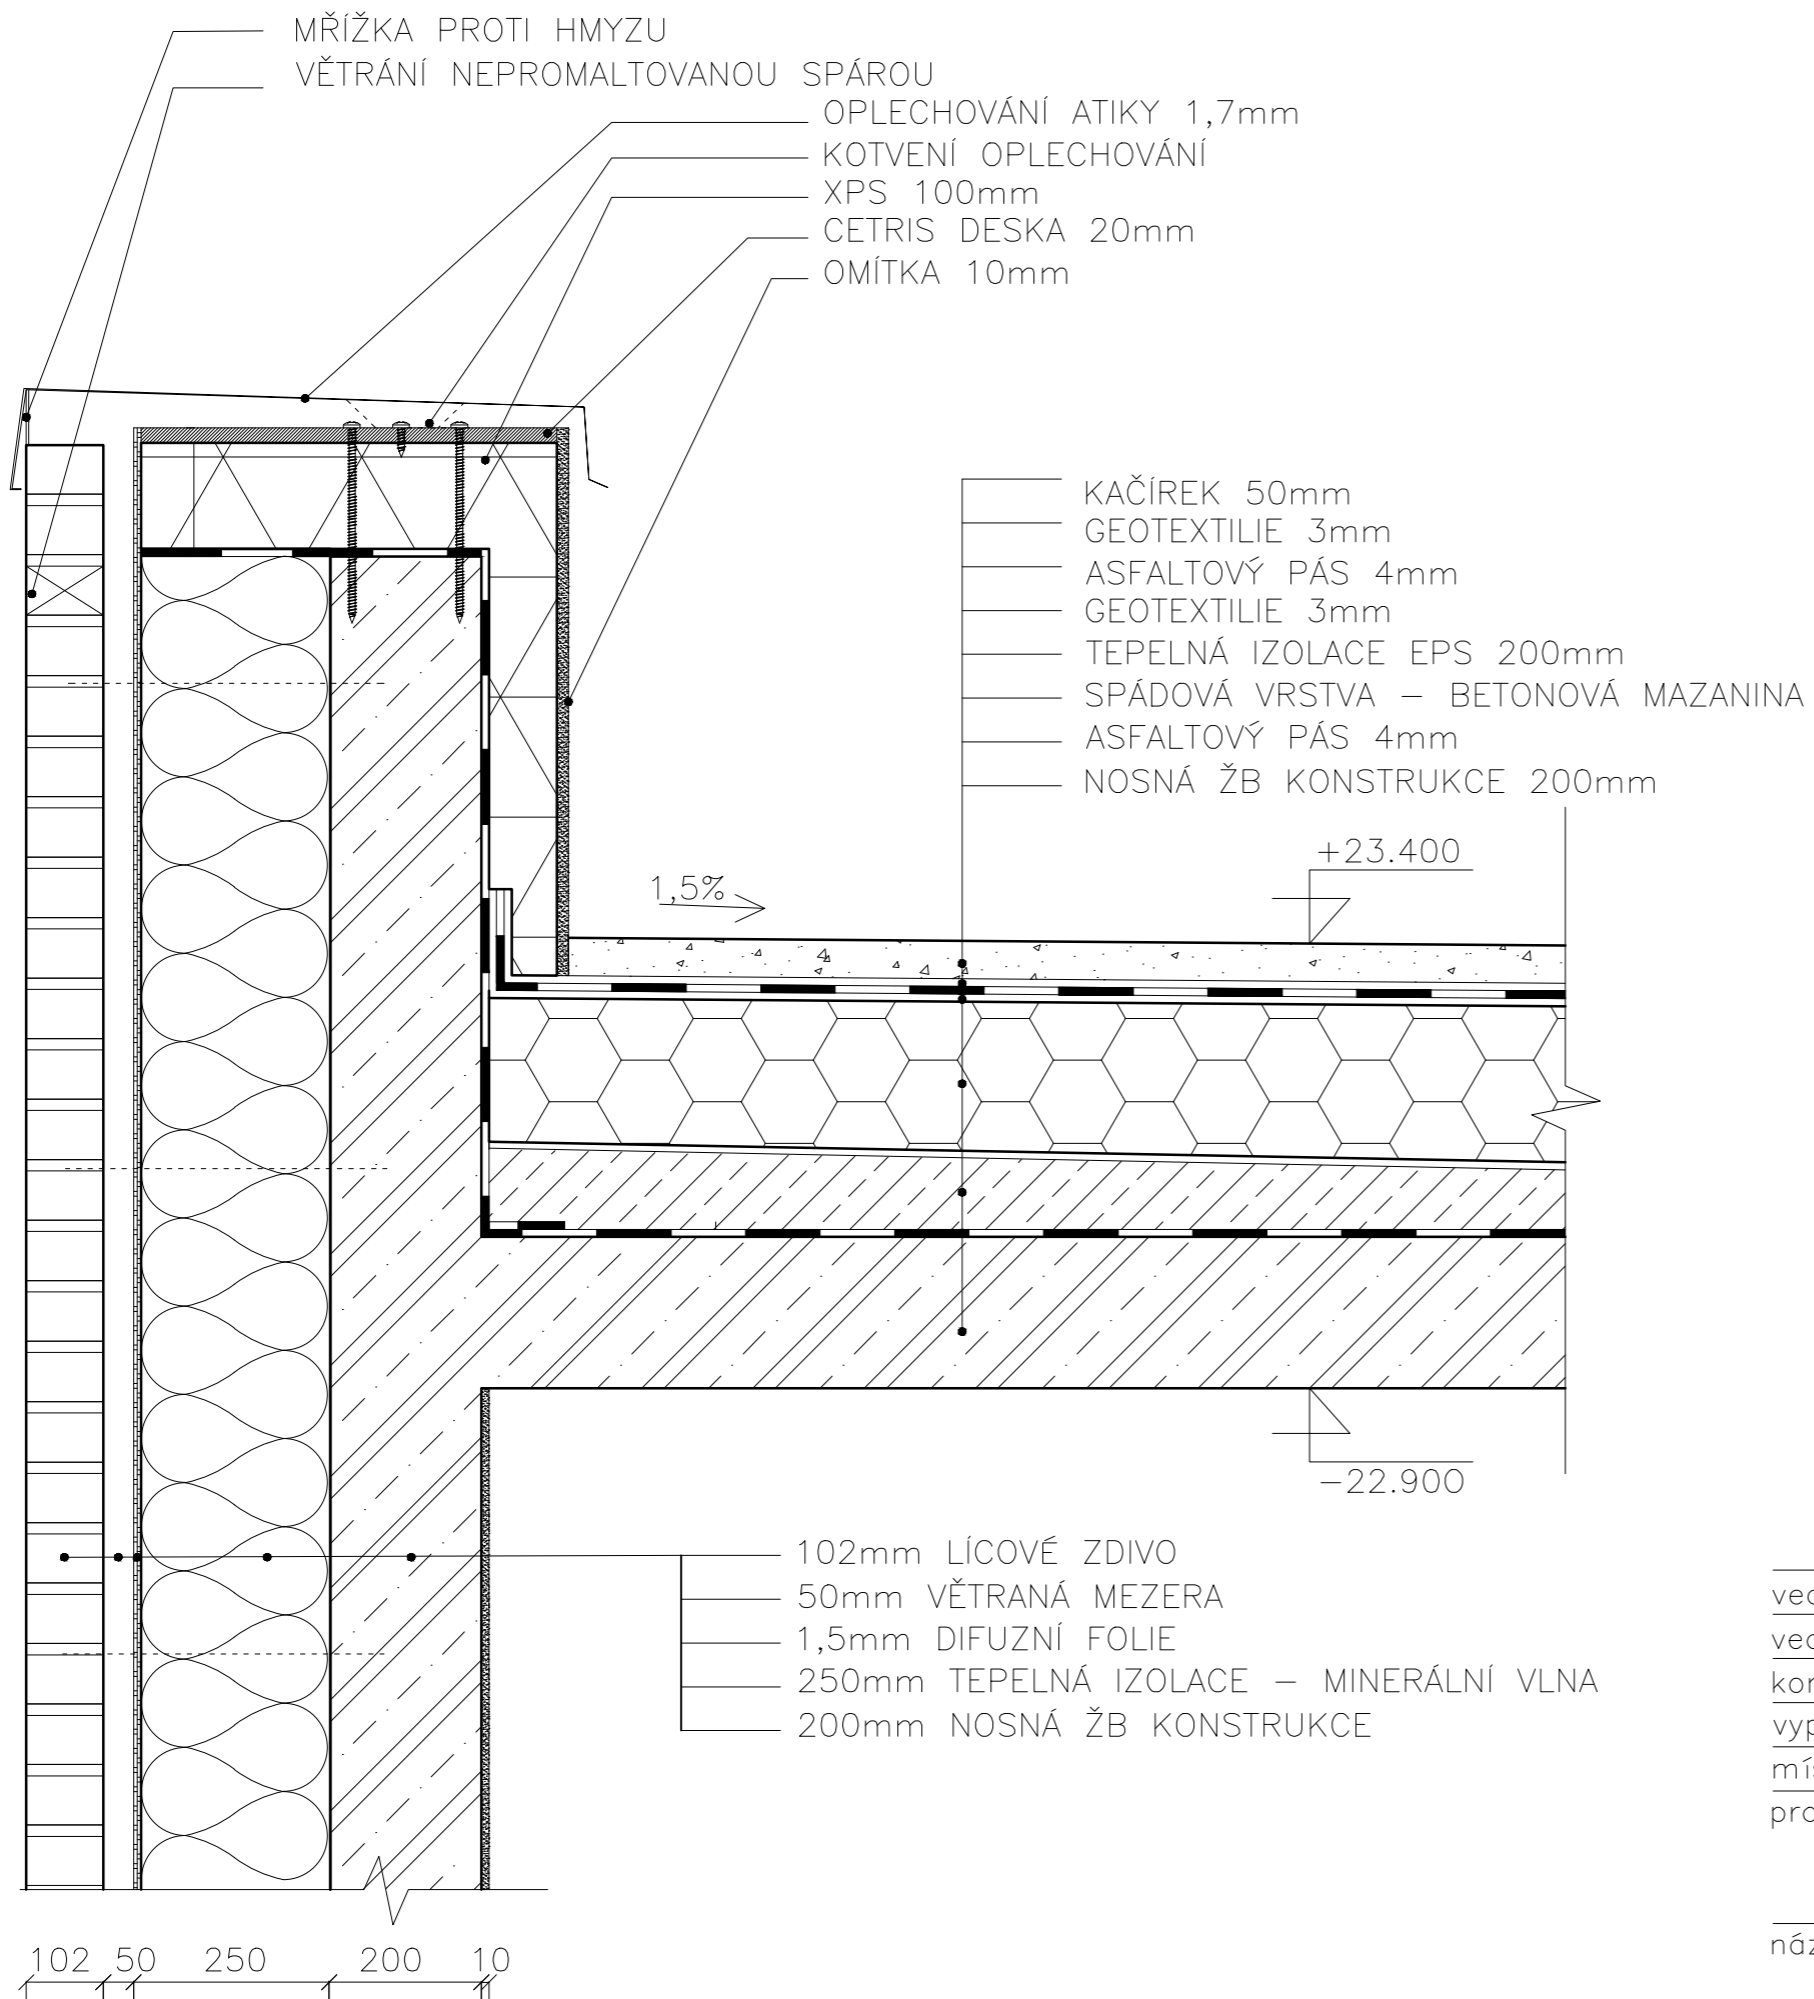 MŘÍŽKA PROTI HMYZU
VĚTRÁNÍ NEPROMALTOVANOU SPÁROU
OPLECHOVÁNÍ ATIKY 1,7mm
KOTVENÍ OPLECHOVÁNÍ
XPS 100mm
CETRIS DESKA 20mm
OMÍTKA 10mm
KAČÍREK 50mm
GEOTEXTILIE 3mm
ASFALTOVÝ PÁS 4mm
GEOTEXTILIE 3mm
TEPELNÁ IZOLACE EPS 200mm
SPÁDOVÁ VRSTVA – BETONOVÁ MAZANINA
ASFALTOVÝ PÁS 4mm
NOSNÁ ŽB KONSTRUKCE 200mm
+23.400
1,5%
–22.900
102mm LÍCOVÉ ZDIVO
50mm VĚTRANÁ MEZERA
1,5mm DIFUZNÍ FOLIE
250mm TEPELNÁ IZOLACE – MINERÁLNÍ VLNA
200mm NOSNÁ ŽB KONSTRUKCE
102 50 250 200 10